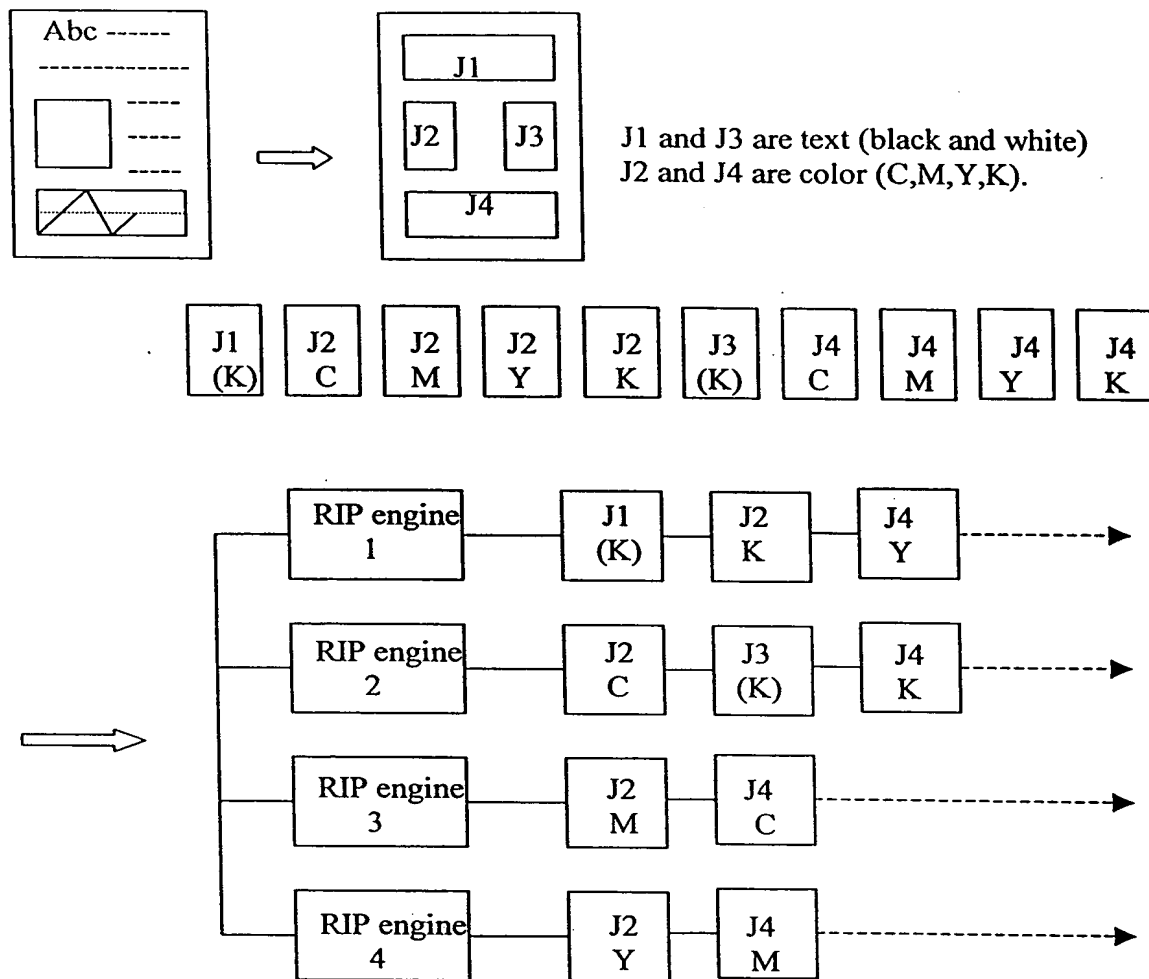 Abc
J1
J2 J3
J4
J1 and J3 are text (black and white)
J2 and J4 are color (C,M,Y,K).
J1 J2 J2 J2 J2 J3 J4 J4 J4 J4
(K) C M Y K (K) C M Y K
RIP engine J1 J2 J4
1 (K) K Y
RIP engine J2 J3 J4
2 C (K) K
RIP engine J2 J4
3 M C
RIP engine J2 J4
4 Y M